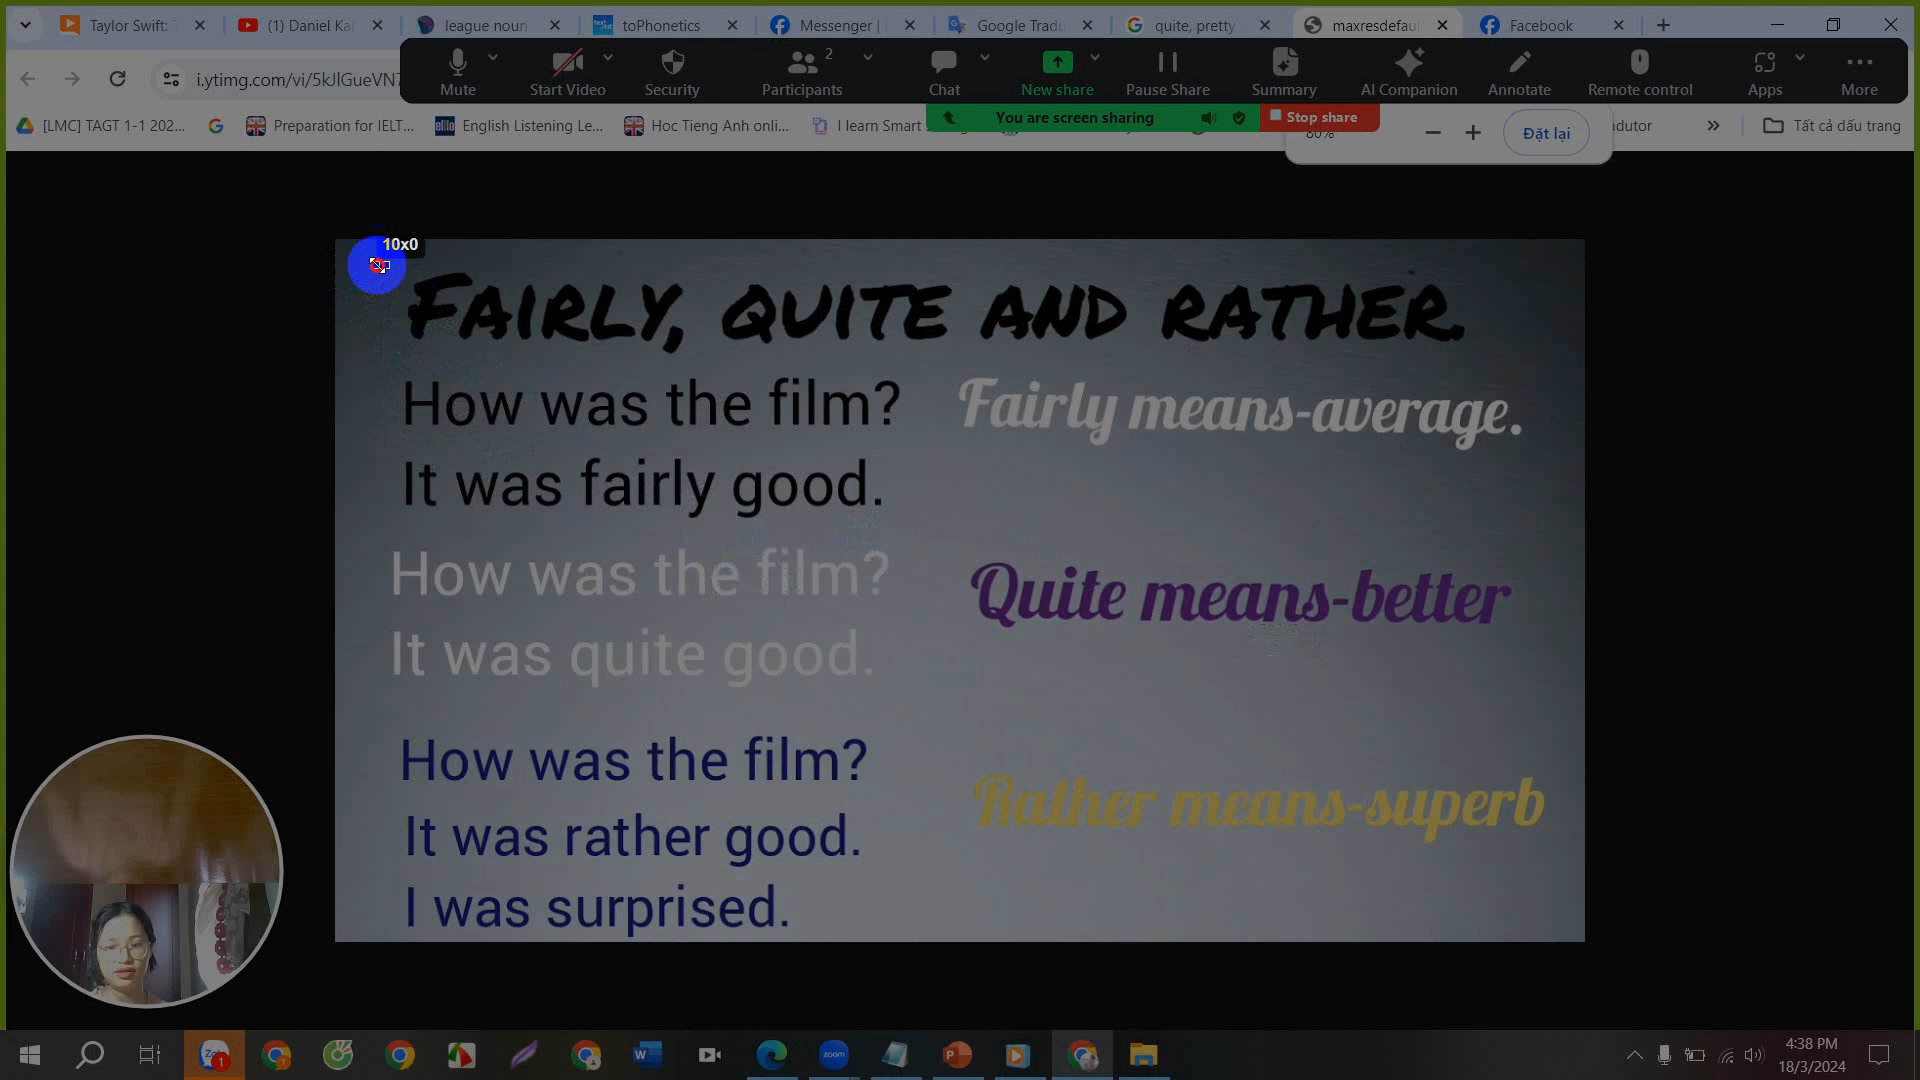 Taylor Swift:
(1) Daniel Ka
league noun
toPhonetics
Messenger |
Google Tradu
quite, pretty
maxresdefau
Facebook
i.ytimg.com/vi/5kJlGueVN7
Mute
Start Video
Security
Participants
2
Chat
New share
Pause Share
Summary
AI Companion
Annotate
Remote control
Apps
More
[LMC] TAGT 1-1 202...
Preparation for IELT...
English Listening Le...
Hoc Tieng Anh onli...
I learn Smart
You are screen sharing
Stop share
80%
Đặt lại
dutor
Tất cả dấu trang
10x0
FAIRLY, QUITE AND RATHER.
How was the film?
Fairly means-average.
It was fairly good.
How was the film?
Quite means-better
It was quite good.
How was the film?
Rather means-superb
It was rather good.
I was surprised.
4:38 PM
18/3/2024